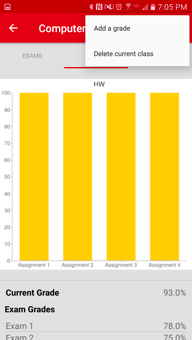 7:05 PM
Computer
Add a grade
Delete current class
EXAMS
HW
100
90
80
70
60
50
40
30
20
10
0
Assignment 1 Assignment 2 Assignment 3 Assignment 4
Current Grade 93.0%
Exam Grades
Exam 1 78.0%
Exam 2 75.0%